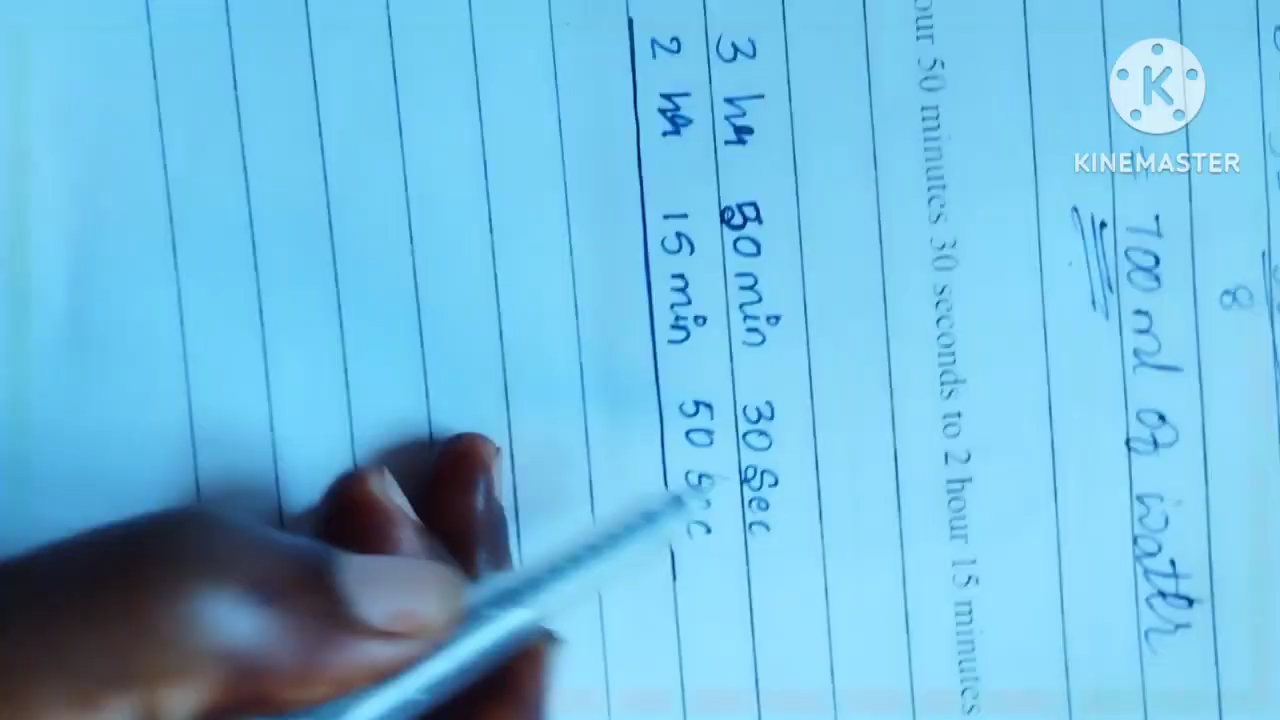 8
= 700 ml of water
our 50 minutes 30 seconds to 2 hour 15 minutes
3 hr 50 min 30 Sec
2 hr 15 min 50 Sec
KINEMASTER